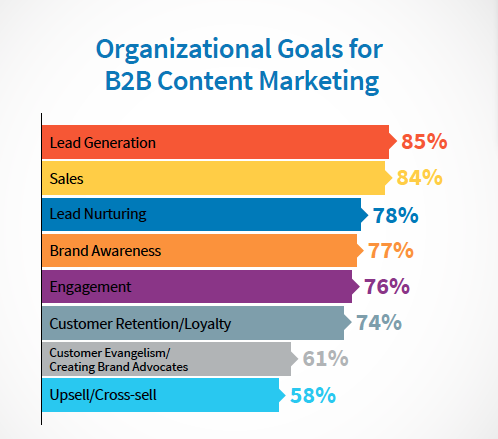 Organizational Goals for
B2B Content Marketing
Lead Generation 85%
Sales 84%
Lead Nurturing 78%
Brand Awareness 77%
Engagement 76%
Customer Retention/Loyalty 74%
Customer Evangelism/
Creating Brand Advocates 61%
Upsell/Cross-sell 58%